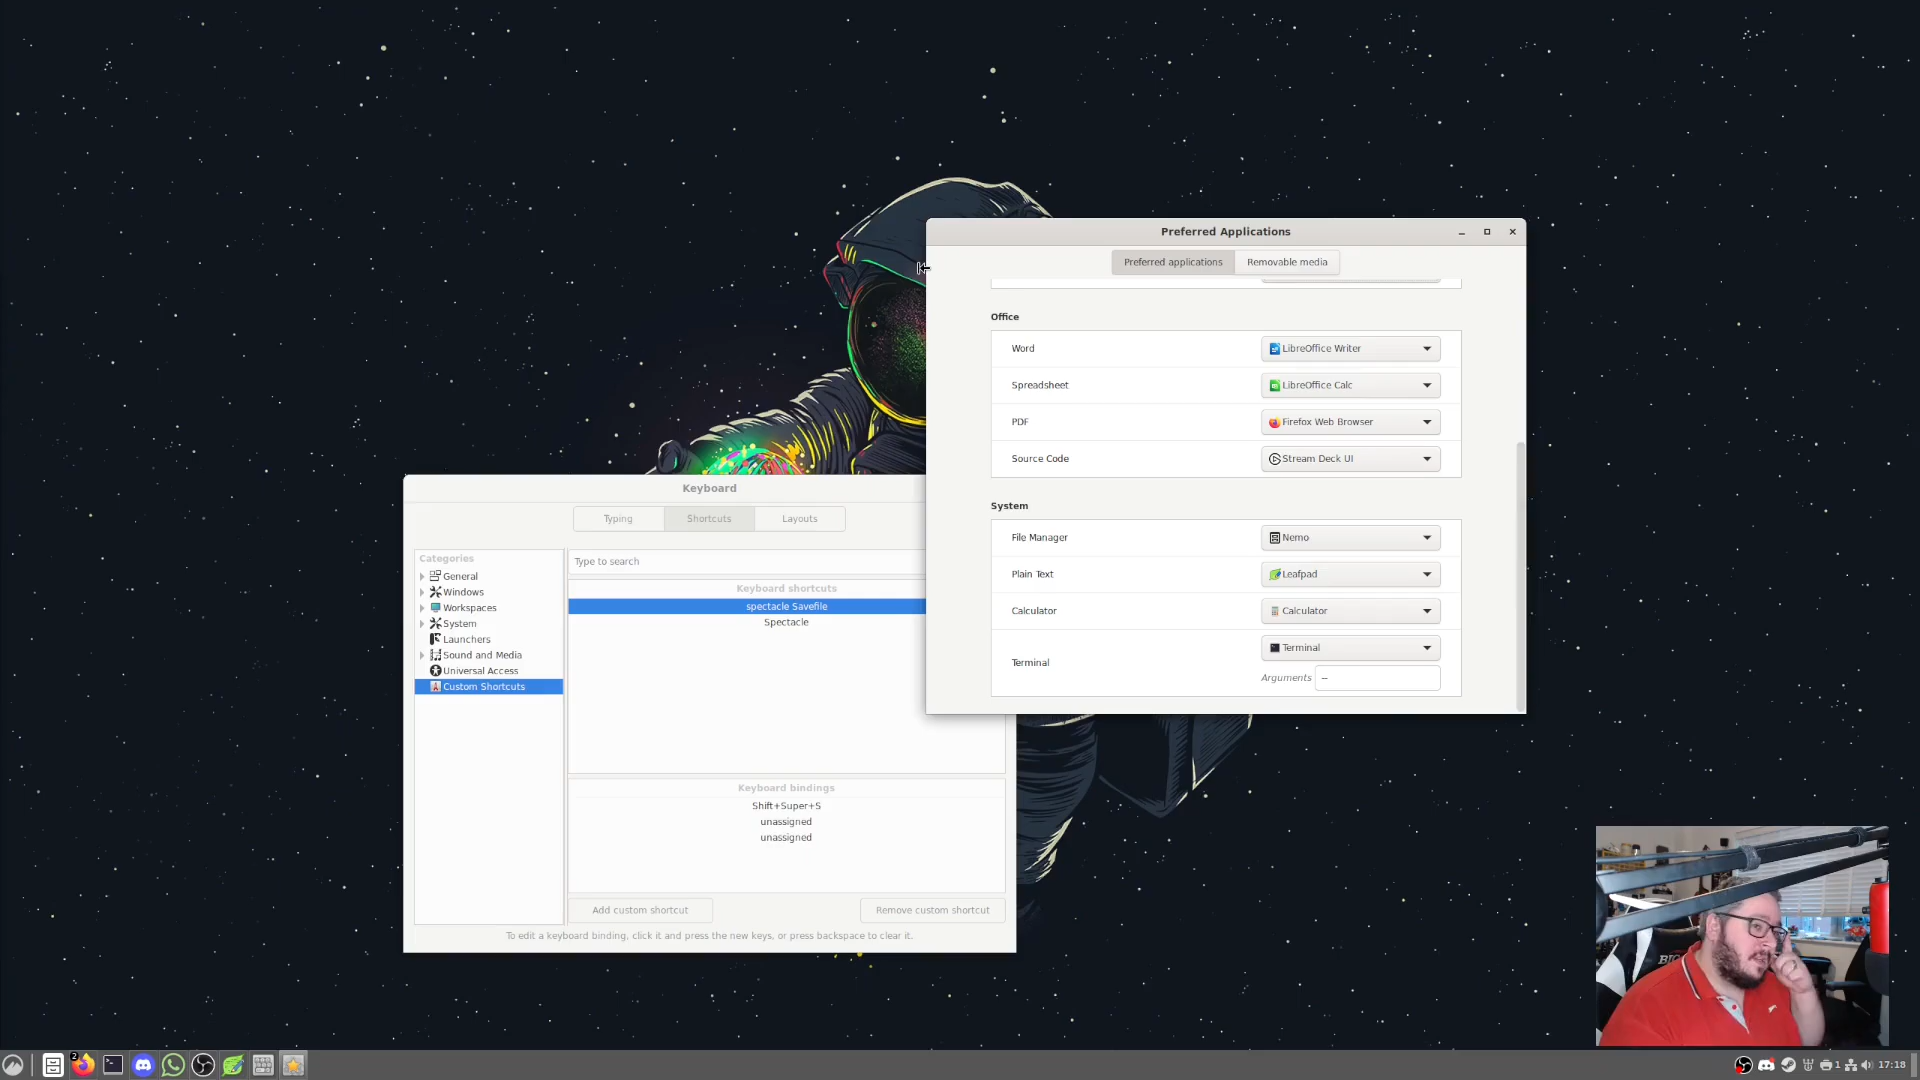 Preferred Applications
Preferred applications
Removable media
Office
Word
LibreOffice Writer
Spreadsheet
LibreOffice Calc
PDF
Firefox Web Browser
Source Code
Stream Deck UI
System
File Manager
Nemo
Plain Text
Leafpad
Calculator
Calculator
Terminal
Terminal
Arguments
--
Keyboard
Typing
Shortcuts
Layouts
Categories
General
Windows
Workspaces
System
Launchers
Sound and Media
Universal Access
Custom Shortcuts
Type to search
Keyboard shortcuts
spectacle Savefile
Spectacle
Keyboard bindings
Shift+Super+S
unassigned
unassigned
Add custom shortcut
Remove custom shortcut
To edit a keyboard binding, click it and press the new keys, or press backspace to clear it.
2
1
17:18